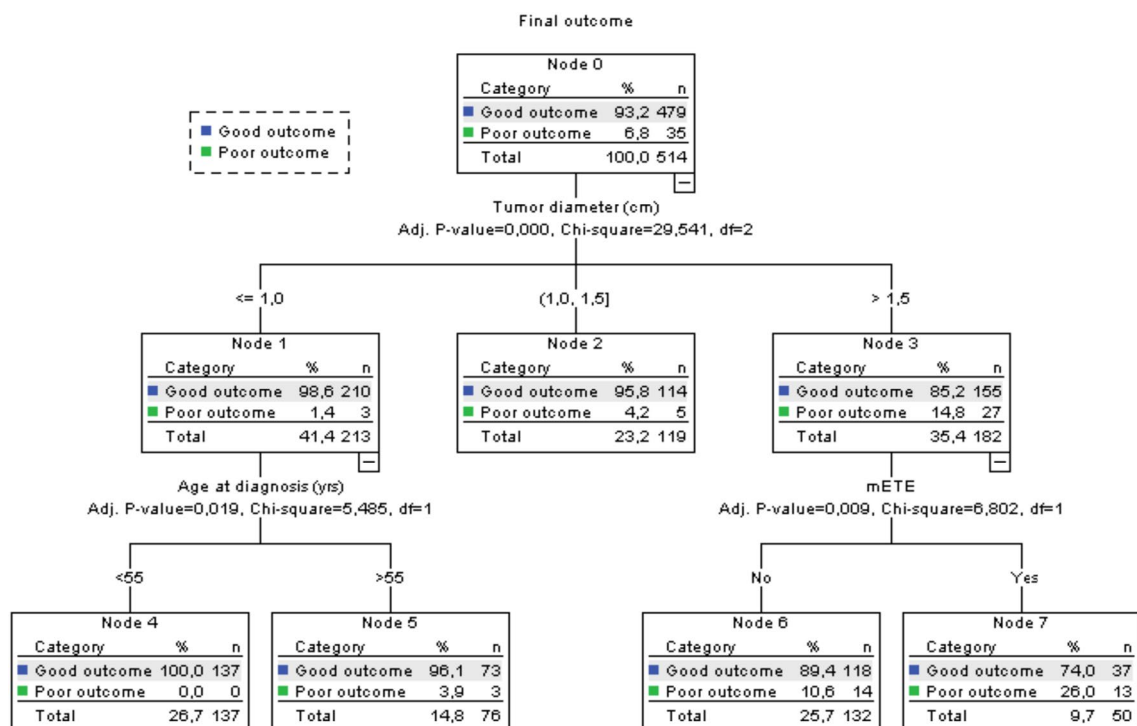 Final outcome
Node 0
Category % n
Good outcome 93,2 479
Poor outcome 6,8 35
Total 100,0 514
Good outcome
Poor outcome
Tumor diameter (cm)
Adj. P-value=0,000, Chi-square=29,541, df=2
<= 1,0
(1,0, 1,5]
> 1,5
Node 1
Category % n
Good outcome 98,6 210
Poor outcome 1,4 3
Total 41,4 213
Node 2
Category % n
Good outcome 95,8 114
Poor outcome 4,2 5
Total 23,2 119
Node 3
Category % n
Good outcome 85,2 155
Poor outcome 14,8 27
Total 35,4 182
Age at diagnosis (yrs)
Adj. P-value=0,019, Chi-square=5,485, df=1
mETE
Adj. P-value=0,009, Chi-square=6,802, df=1
<55
>55
No
Yes
Node 4
Category % n
Good outcome 100,0 137
Poor outcome 0,0 0
Total 26,7 137
Node 5
Category % n
Good outcome 96,1 73
Poor outcome 3,9 3
Total 14,8 76
Node 6
Category % n
Good outcome 89,4 118
Poor outcome 10,6 14
Total 25,7 132
Node 7
Category % n
Good outcome 74,0 37
Poor outcome 26,0 13
Total 9,7 50